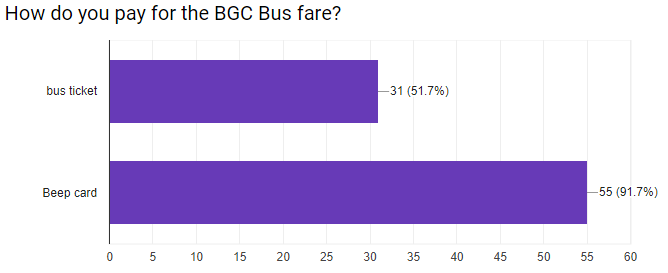 How do you pay for the BGC Bus fare?
bus ticket
31 (51.7%)
Beep card
55 (91.7%)
0 5 10 15 20 25 30 35 40 45 50 55 60